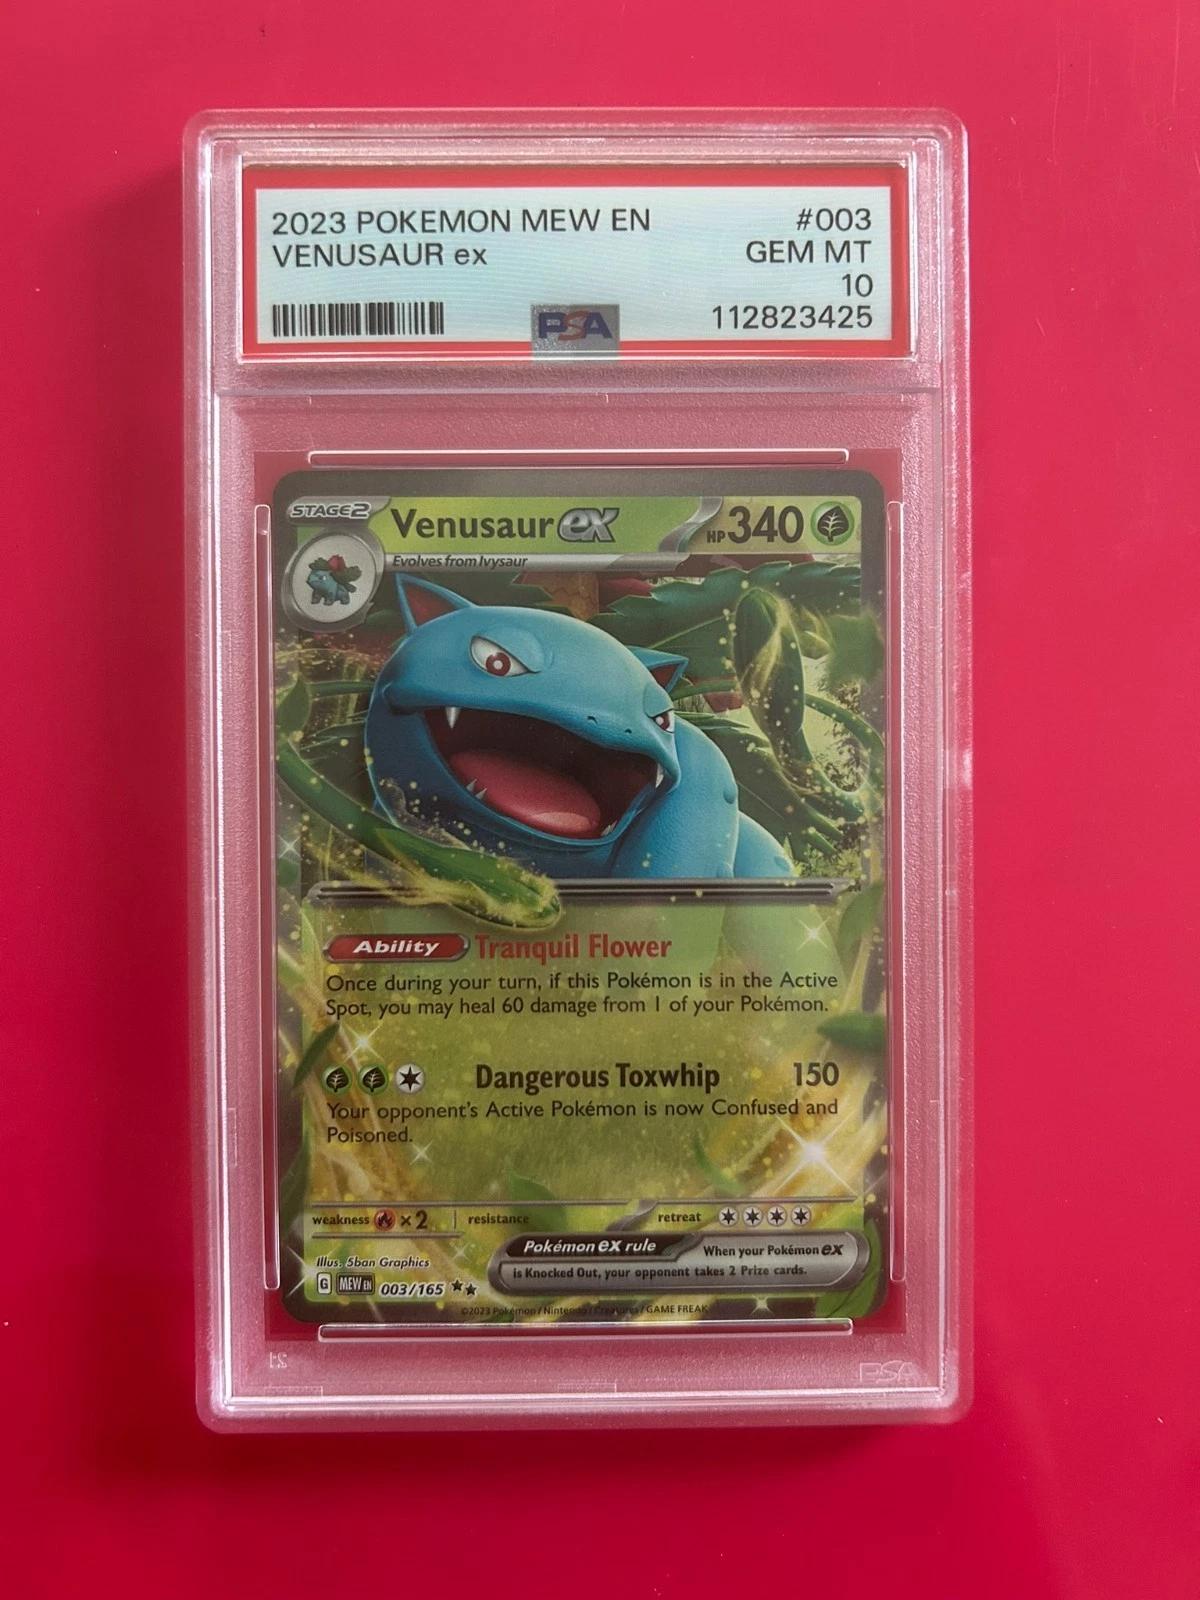 2023 POKEMON MEW EN #003
VENUSAUR ex GEM MT
10
PSA 112823425
STAGE2 Venusaur ex HP 340
Evolves from Ivysaur
Ability Tranquil Flower
Once during your turn, if this Pokémon is in the Active
Spot, you may heal 60 damage from 1 of your Pokémon.
Dangerous Toxwhip 150
Your opponent's Active Pokémon is now Confused and
Poisoned.
weakness ×2 resistance retreat
Pokémon ex rule When your Pokémon ex
is Knocked Out, your opponent takes 2 Prize cards.
Illus. 5ban Graphics
G MEW EN 003/165
©2023 Pokémon / Nintendo / Creatures / GAME FREAK
PSA